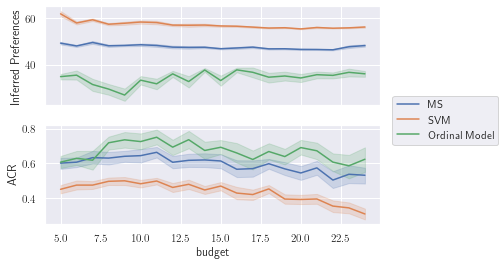 60
40
Inferred Preferences
MS
SVM
Ordinal Model
0.8
0.6
0.4
ACR
5.0 7.5 10.0 12.5 15.0 17.5 20.0 22.5
budget